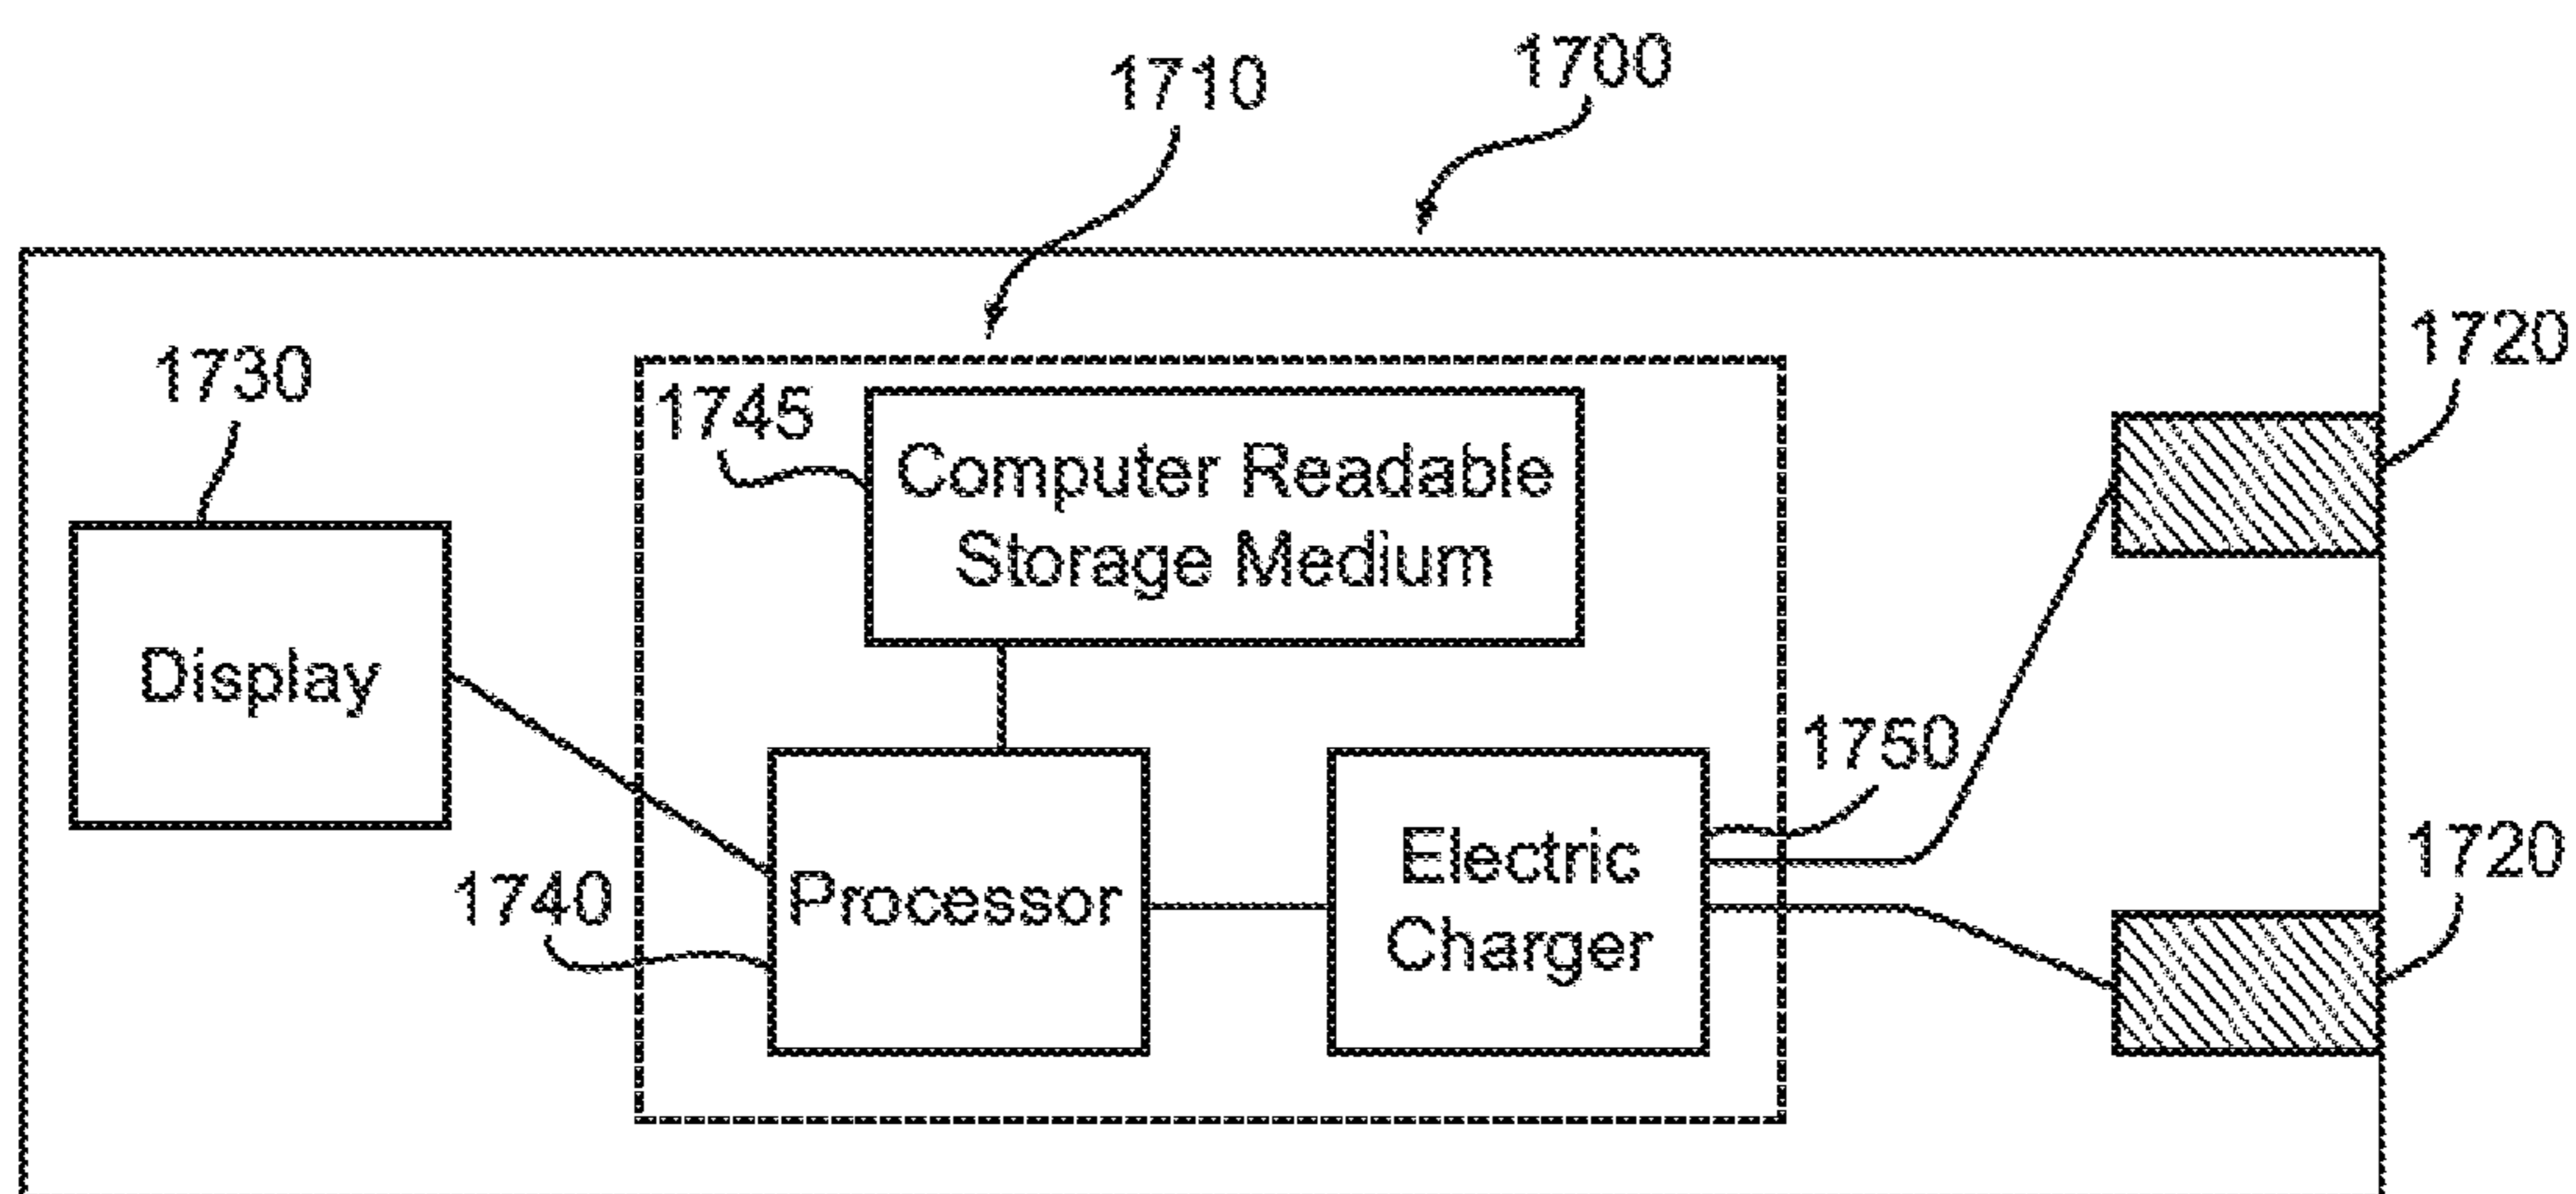 1700
1710
1720
1730
1745
Computer Readable
Storage Medium
Display
1750
1720
Electric
Charger
1740
Processor